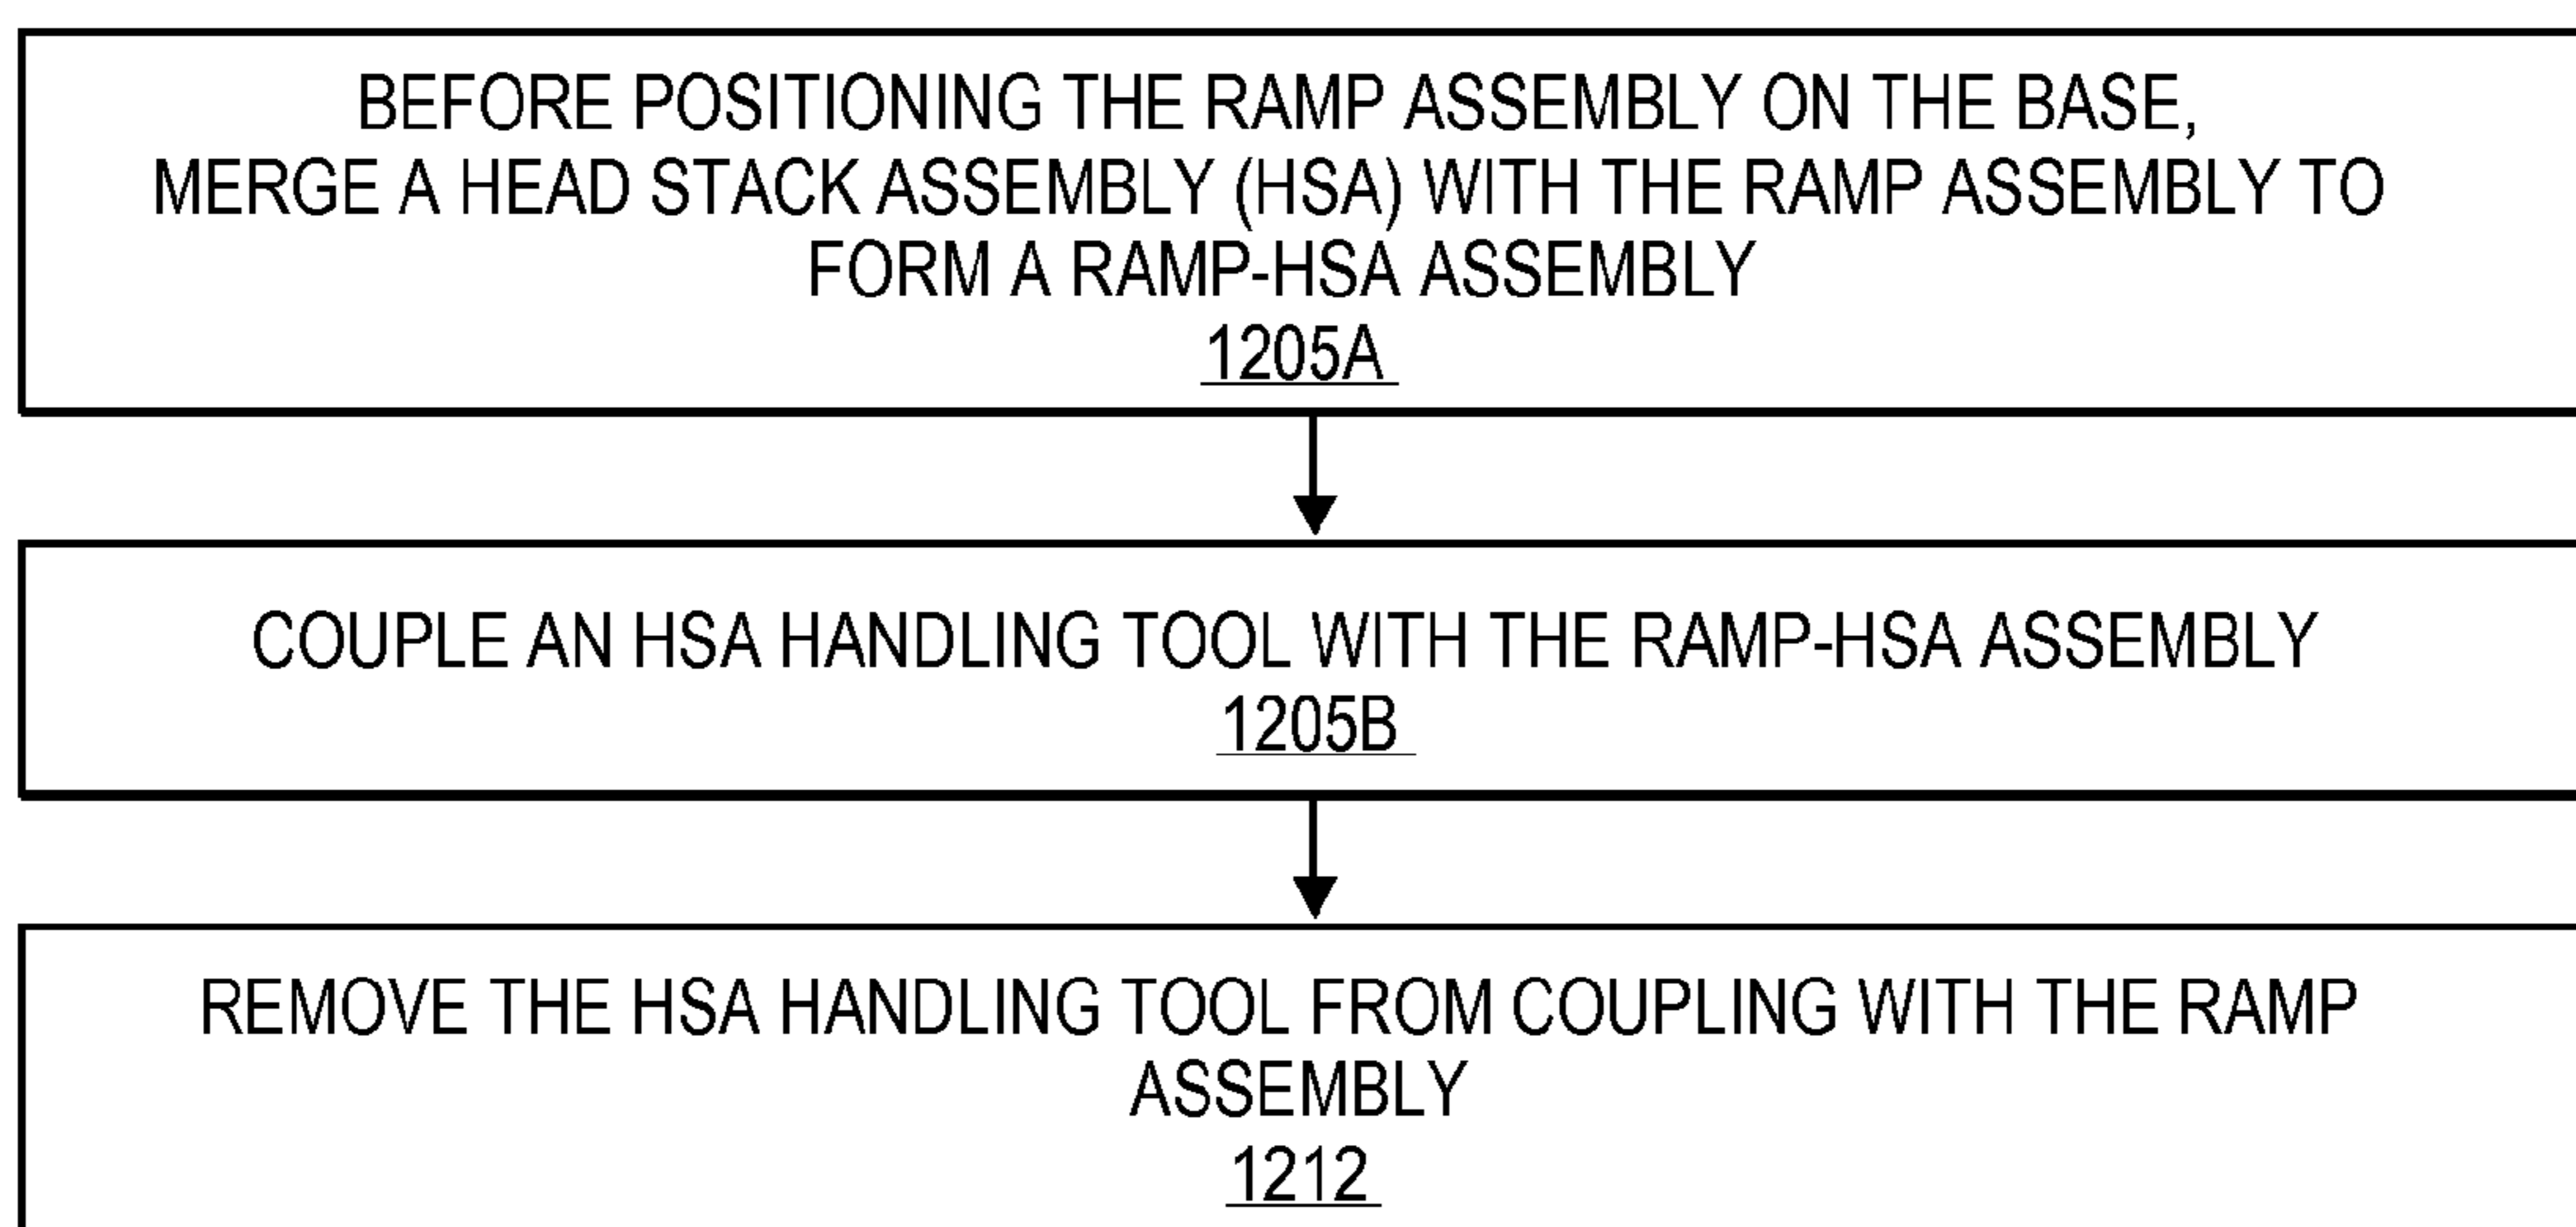 BEFORE POSITIONING THE RAMP ASSEMBLY ON THE BASE,
MERGE A HEAD STACK ASSEMBLY (HSA) WITH THE RAMP ASSEMBLY TO
FORM A RAMP-HSA ASSEMBLY
1205A
COUPLE AN HSA HANDLING TOOL WITH THE RAMP-HSA ASSEMBLY
1205B
REMOVE THE HSA HANDLING TOOL FROM COUPLING WITH THE RAMP
ASSEMBLY
1212